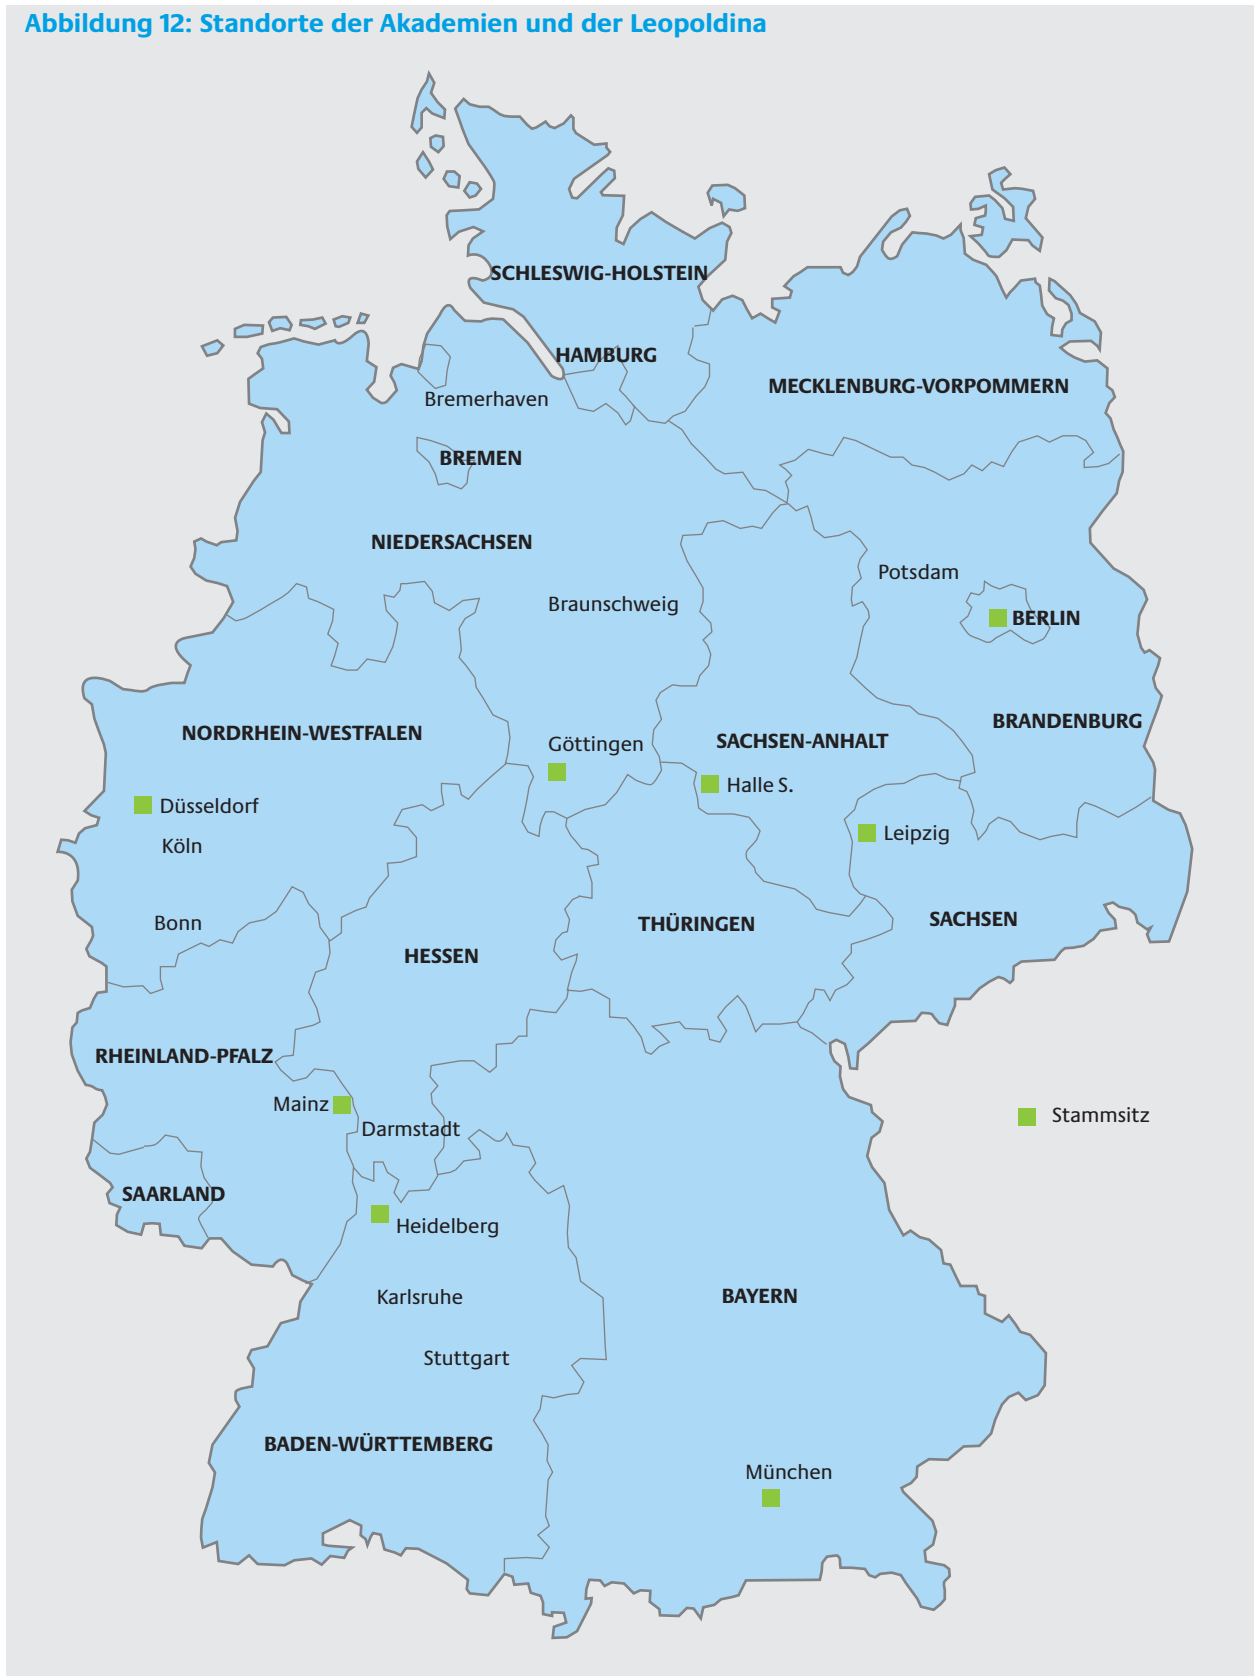 Abbildung 12: Standorte der Akademien und der Leopoldina
SCHLESWIG-HOLSTEIN
HAMBURG
MECKLENBURG-VORPOMMERN
Bremerhaven
BREMEN
NIEDERSACHSEN
Potsdam
Braunschweig
BERLIN
BRANDENBURG
NORDRHEIN-WESTFALEN
SACHSEN-ANHALT
Göttingen
Halle S.
Düsseldorf
Leipzig
Köln
Bonn
SACHSEN
THÜRINGEN
HESSEN
RHEINLAND-PFALZ
Mainz
Stammsitz
Darmstadt
SAARLAND
Heidelberg
Karlsruhe
BAYERN
Stuttgart
BADEN-WÜRTTEMBERG
München